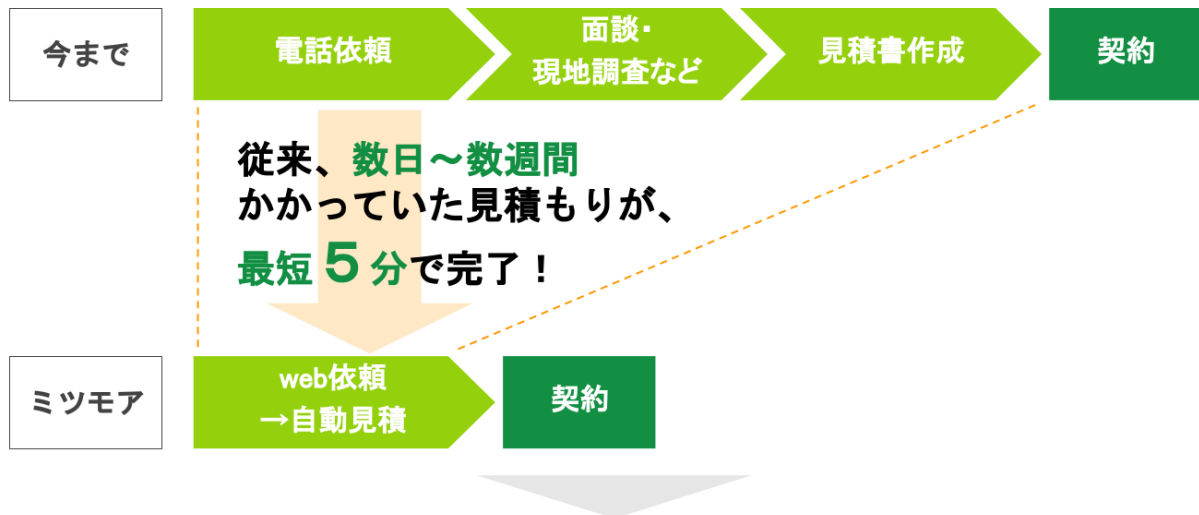 今まで
電話依頼
面談・
現地調査など
見積書作成
契約
従来、数日～数週間
かかっていた見積もりが、
最短５分で完了！
ミツモア
web依頼
→自動見積
契約